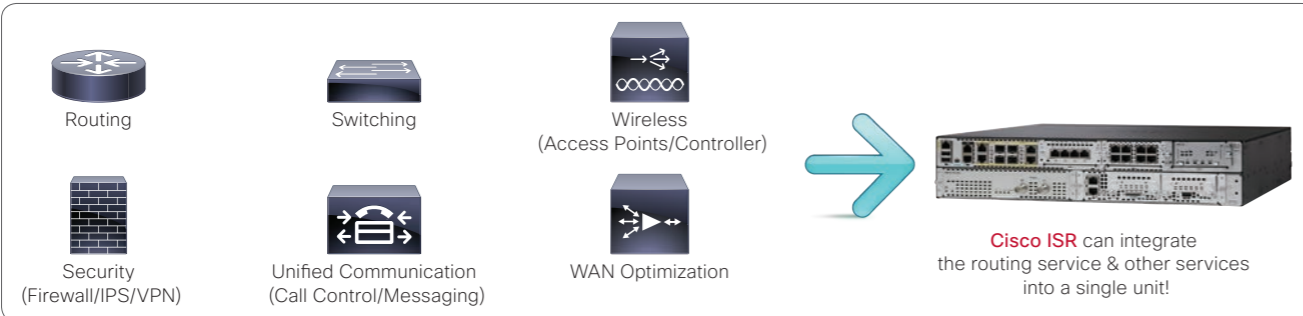 Routing
Switching
Wireless
(Access Points/Controller)
Security
(Firewall/IPS/VPN)
Unified Communication
(Call Control/Messaging)
WAN Optimization
Cisco ISR can integrate
the routing service & other services
into a single unit!